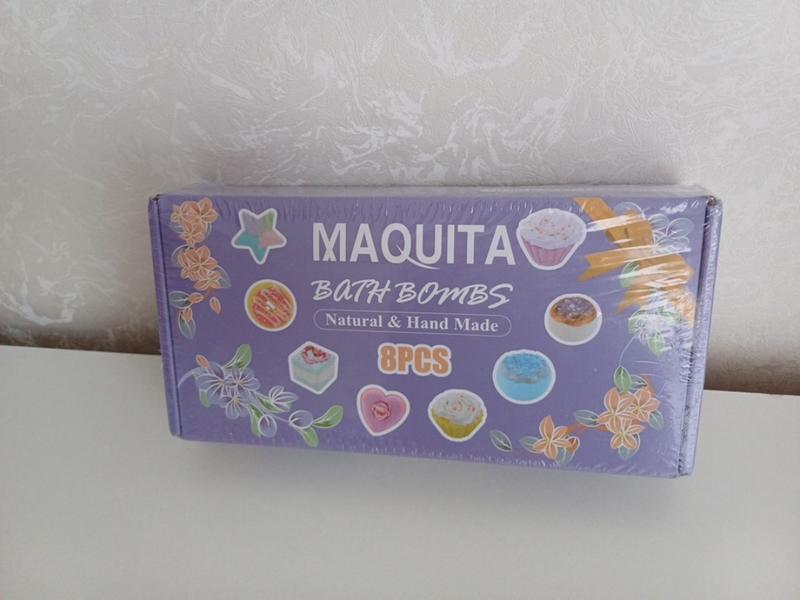 MAQUITA
BATH BOMBS
Natural & Hand Made
8PCS